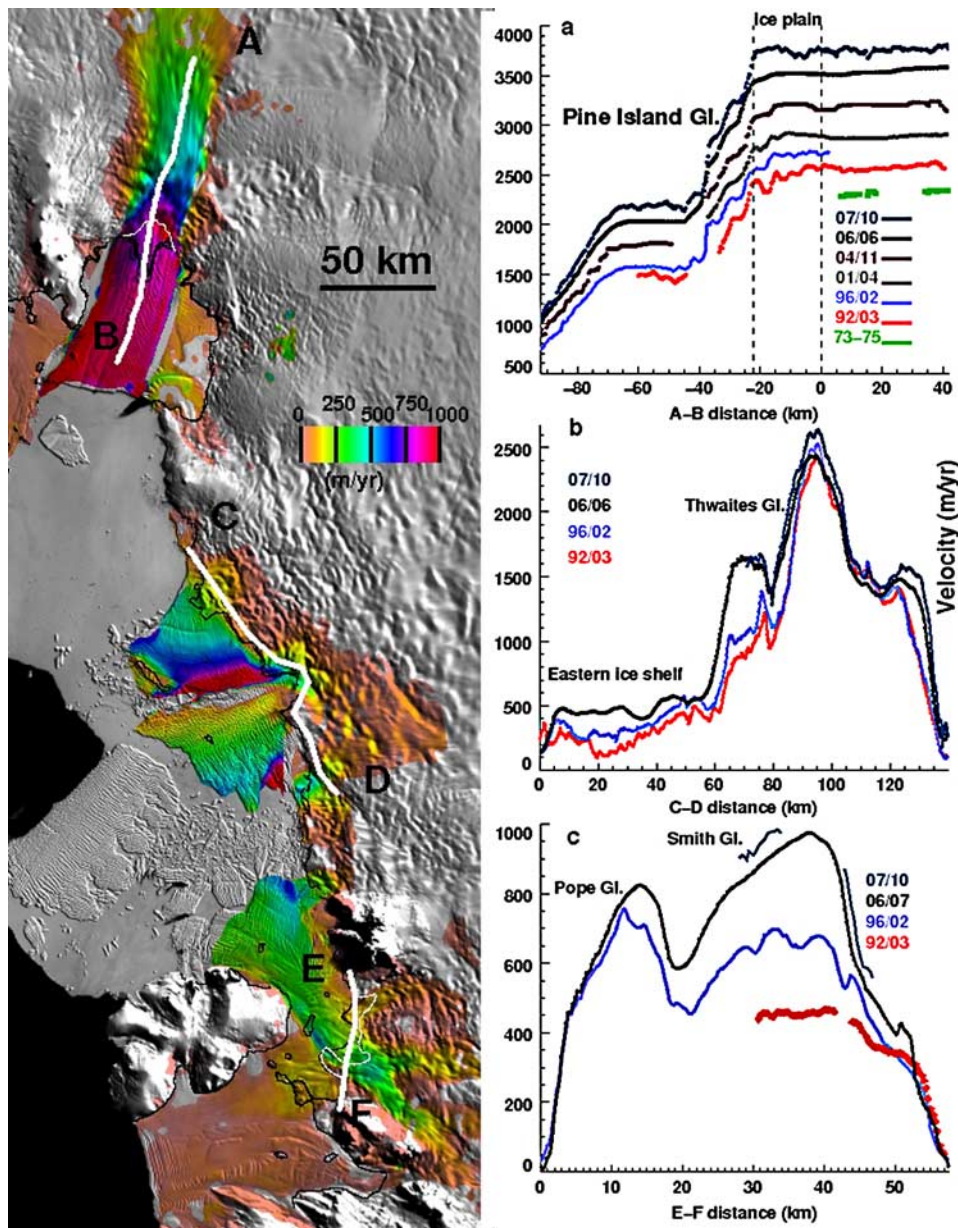 A
B
50 km
0 250 500 750 1000
(m/yr)
C
D
E
F
a
Ice plain
Pine Island Gl.
4000
3500
3000
2500
2000
1500
1000
500
07/10
06/06
04/11
01/04
96/02
92/03
73–75
−80 −60 −40 −20 0 20 40
A–B distance (km)
b
2500
2000
1500
1000
500
0
07/10
06/06
96/02
92/03
Thwaites Gl.
Eastern ice shelf
Velocity (m/yr)
0 20 40 60 80 100 120
C–D distance (km)
c
1000
800
600
400
200
0
Smith Gl.
Pope Gl.
07/10
06/07
96/02
92/03
0 10 20 30 40 50
E–F distance (km)